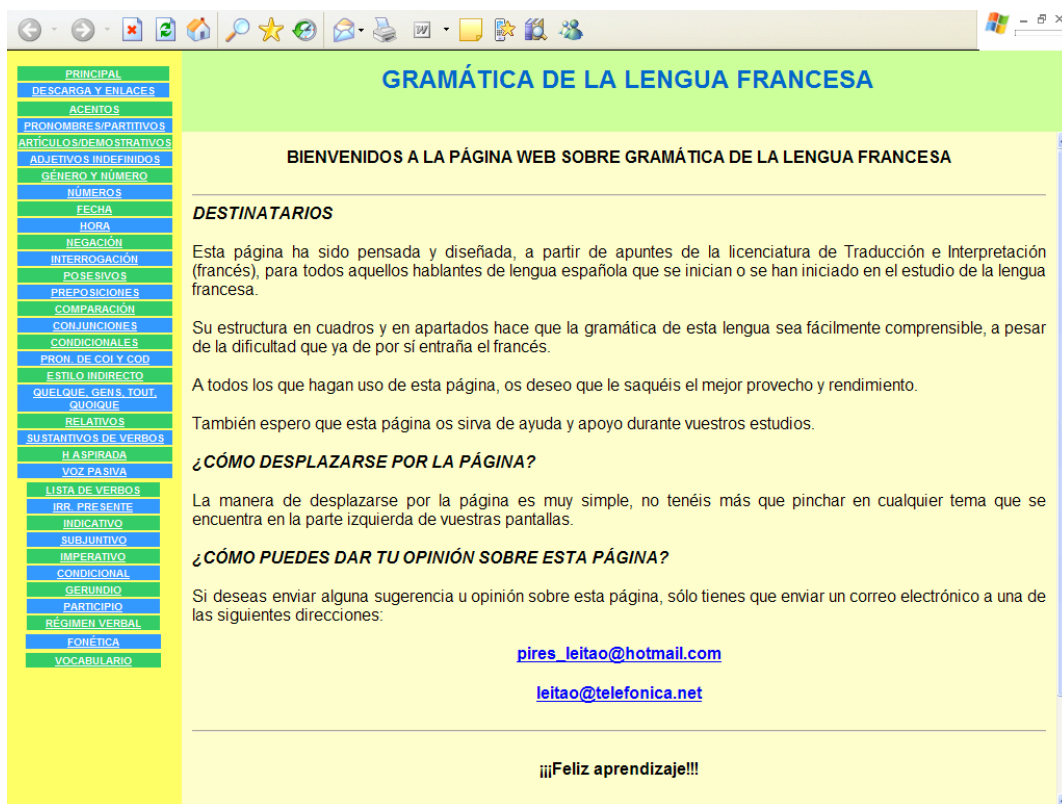 GRAMÁTICA DE LA LENGUA FRANCESA
PRINCIPAL
DESCARGA Y ENLACES
ACENTOS
PRONOMBRES/PARTITIVOS
ARTÍCULOS/DEMOSTRATIVOS
ADJETIVOS INDEFINIDOS
GÉNERO Y NÚMERO
NÚMEROS
FECHA
HORA
NEGACIÓN
INTERROGACIÓN
POSESIVOS
PREPOSICIONES
COMPARACIÓN
CONJUNCIONES
CONDICIONALES
PRON. DE COI Y COD
ESTILO INDIRECTO
QUELQUE, GENS, TOUT,
QUOIQUE
RELATIVOS
SUSTANTIVOS DE VERBOS
H ASPIRADA
VOZ PASIVA
LISTA DE VERBOS
IRR. PRESENTE
INDICATIVO
SUBJUNTIVO
IMPERATIVO
CONDICIONAL
GERUNDIO
PARTICIPIO
RÉGIMEN VERBAL
FONÉTICA
VOCABULARIO
BIENVENIDOS A LA PÁGINA WEB SOBRE GRAMÁTICA DE LA LENGUA FRANCESA
DESTINATARIOS
Esta página ha sido pensada y diseñada, a partir de apuntes de la licenciatura de Traducción e Interpretación
(francés), para todos aquellos hablantes de lengua española que se inician o se han iniciado en el estudio de la lengua
francesa.
Su estructura en cuadros y en apartados hace que la gramática de esta lengua sea fácilmente comprensible, a pesar
de la dificultad que ya de por sí entraña el francés.
A todos los que hagan uso de esta página, os deseo que le saquéis el mejor provecho y rendimiento.
También espero que esta página os sirva de ayuda y apoyo durante vuestros estudios.
¿CÓMO DESPLAZARSE POR LA PÁGINA?
La manera de desplazarse por la página es muy simple, no tenéis más que pinchar en cualquier tema que se
encuentra en la parte izquierda de vuestras pantallas.
¿CÓMO PUEDES DAR TU OPINIÓN SOBRE ESTA PÁGINA?
Si deseas enviar alguna sugerencia u opinión sobre esta página, sólo tienes que enviar un correo electrónico a una de
las siguientes direcciones:
pires_leitao@hotmail.com
leitao@telefonica.net
¡¡¡Feliz aprendizaje!!!